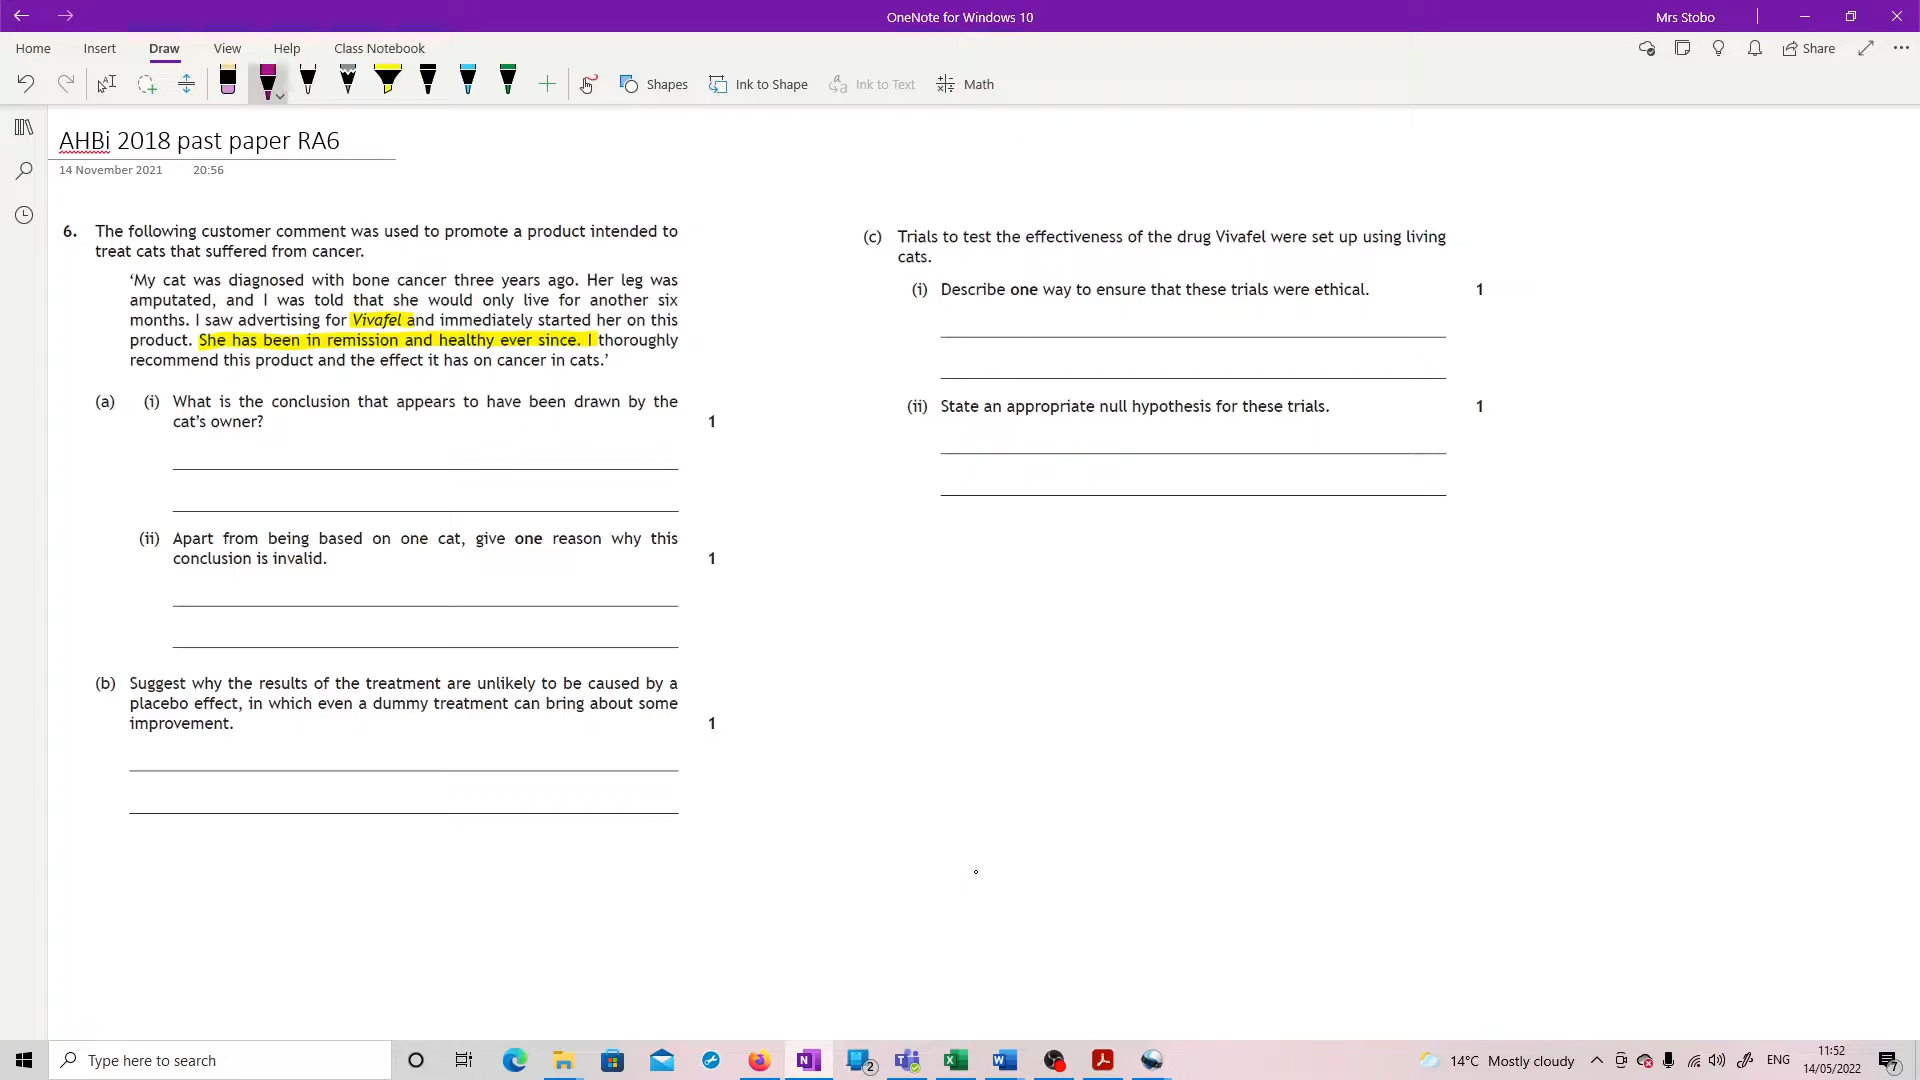 OneNote for Windows 10
Mrs Stobo
Home Insert Draw View Help Class Notebook
Share
Shapes Ink to Shape Ink to Text Math
AHBi 2018 past paper RA6
14 November 2021 20:56
6. The following customer comment was used to promote a product intended to
treat cats that suffered from cancer.
‘My cat was diagnosed with bone cancer three years ago. Her leg was
amputated, and I was told that she would only live for another six
months. I saw advertising for Vivafel and immediately started her on this
product. She has been in remission and healthy ever since. I thoroughly
recommend this product and the effect it has on cancer in cats.’
(a) (i) What is the conclusion that appears to have been drawn by the
cat’s owner? 1
(ii) Apart from being based on one cat, give one reason why this
conclusion is invalid. 1
(b) Suggest why the results of the treatment are unlikely to be caused by a
placebo effect, in which even a dummy treatment can bring about some
improvement. 1
(c) Trials to test the effectiveness of the drug Vivafel were set up using living
cats.
(i) Describe one way to ensure that these trials were ethical. 1
(ii) State an appropriate null hypothesis for these trials. 1
Type here to search
2
14°C Mostly cloudy
ENG
11:52
14/05/2022
7